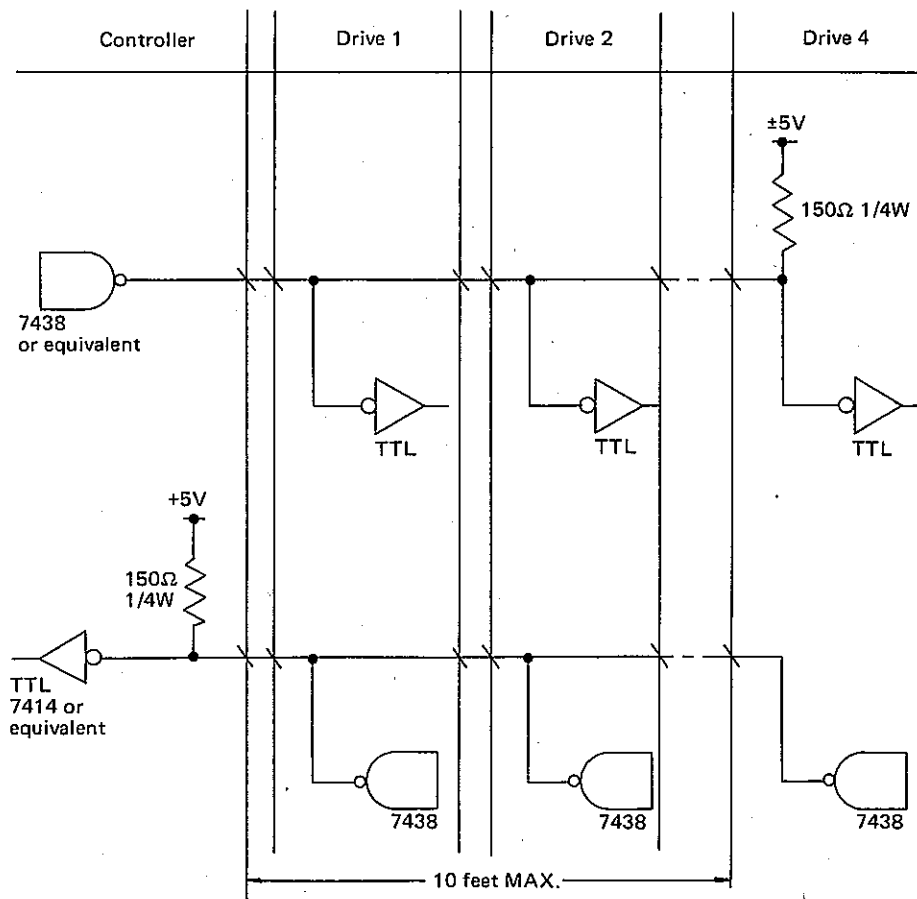 Controller
Drive 1
Drive 2
Drive 4
±5V
150Ω 1/4W
7438
or equivalent
TTL
TTL
TTL
+5V
150Ω
1/4W
TTL
7414 or
equivalent
7438
7438
7438
10 feet MAX.